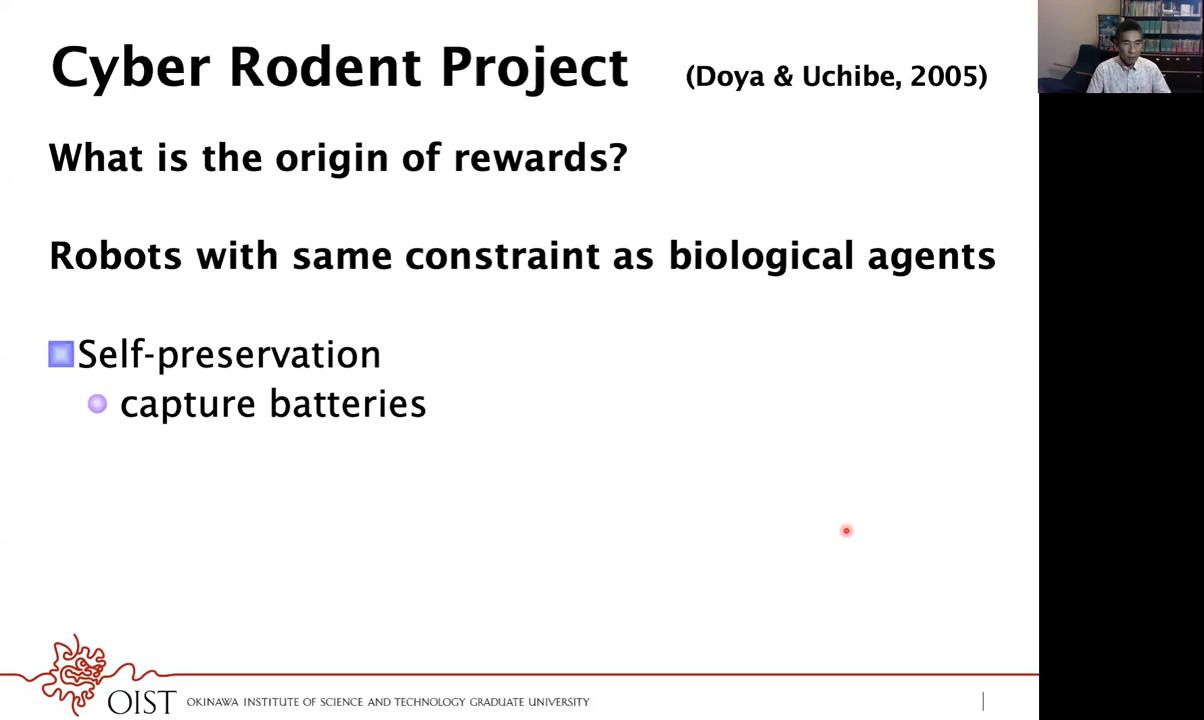 Cyber Rodent Project (Doya & Uchibe, 2005)
What is the origin of rewards?
Robots with same constraint as biological agents
Self-preservation
capture batteries
OIST OKINAWA INSTITUTE OF SCIENCE AND TECHNOLOGY GRADUATE UNIVERSITY